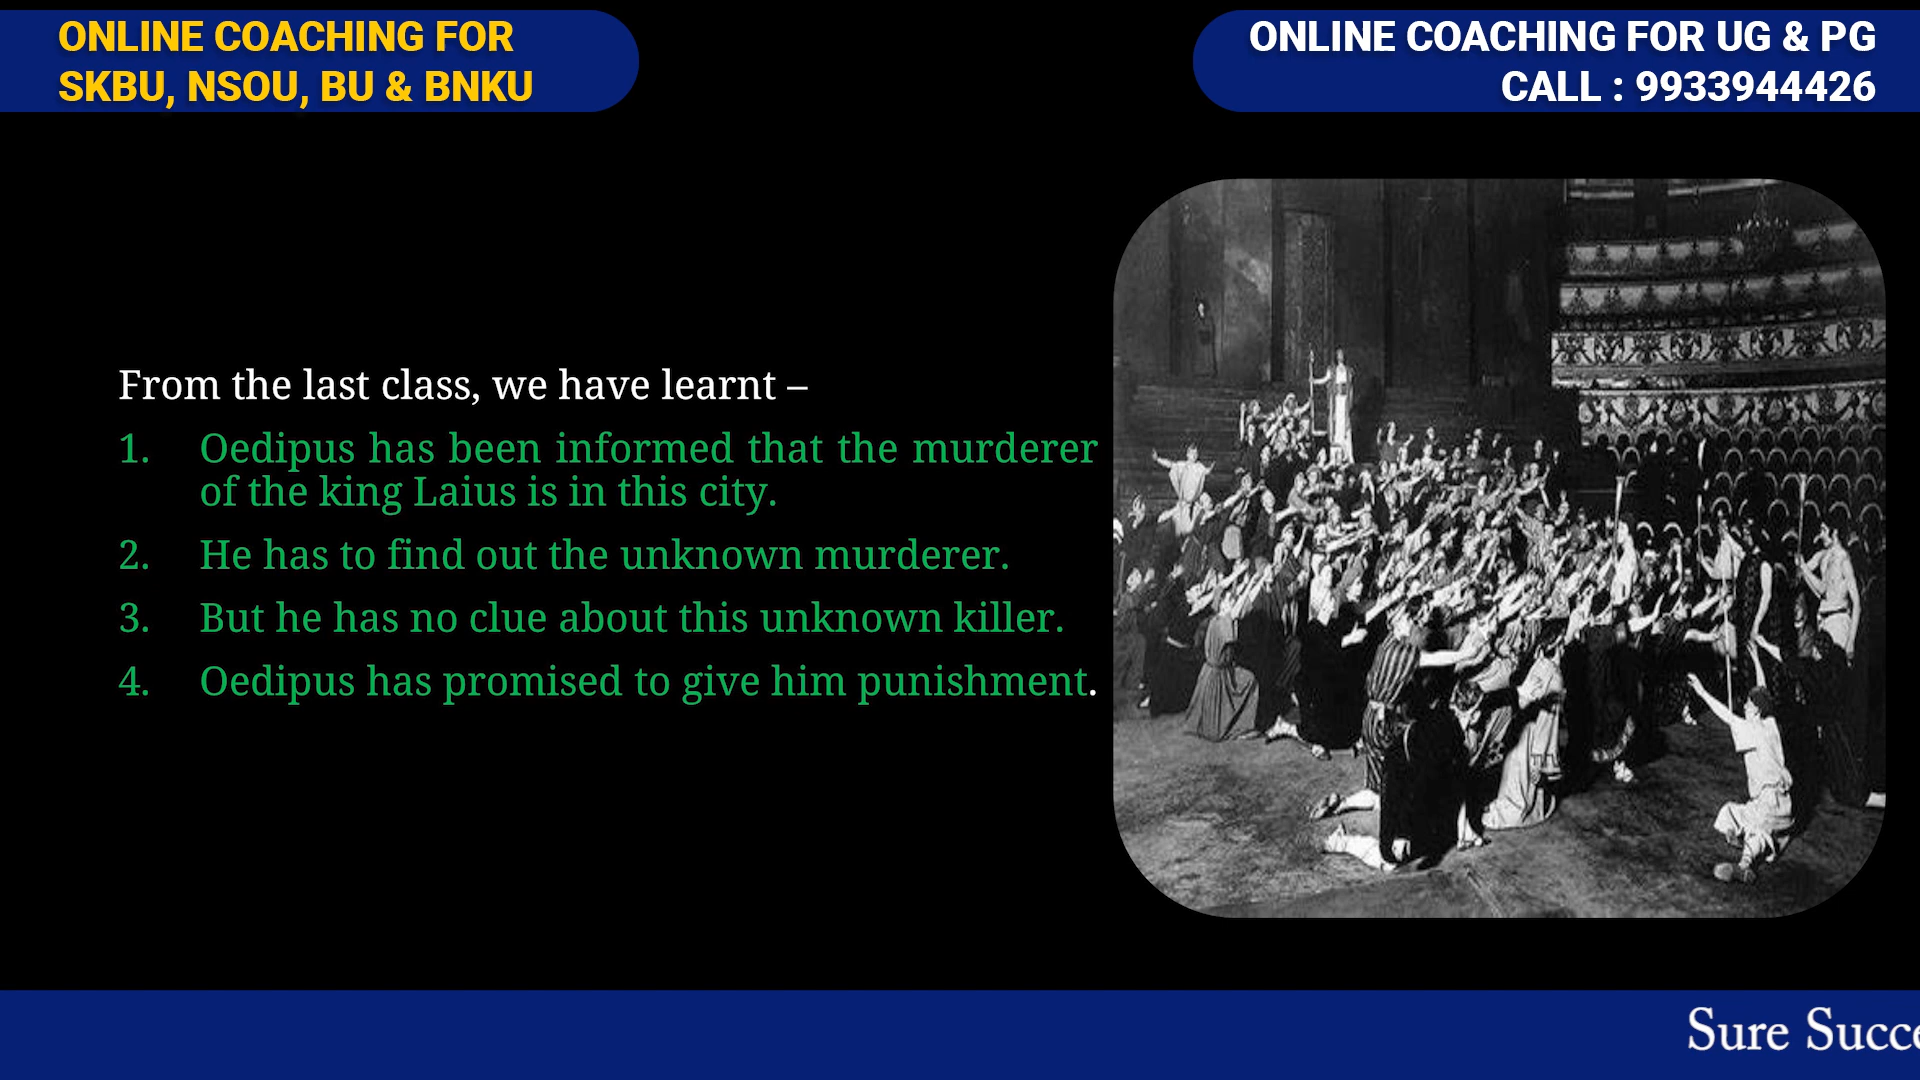 ONLINE COACHING FOR
SKBU, NSOU, BU & BNKU
ONLINE COACHING FOR UG & PG
CALL : 9933944426
From the last class, we have learnt –
1. Oedipus has been informed that the murderer
of the king Laius is in this city.
2. He has to find out the unknown murderer.
3. But he has no clue about this unknown killer.
4. Oedipus has promised to give him punishment.
Sure Succe